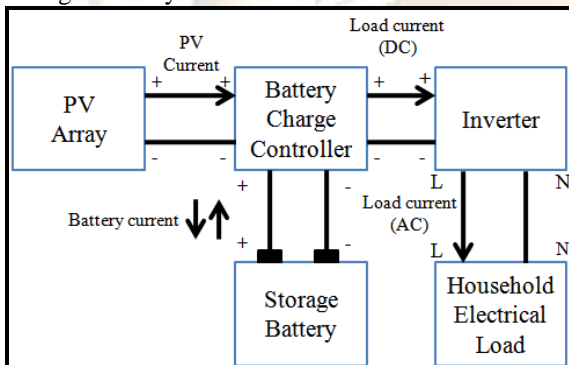 PV
Current
Load current
(DC)
+ + + +
PV
Array
Battery
Charge
Controller
Inverter
- - - -
+ -
L N
Battery current
Load current
(AC)
+ -
L N
Storage
Battery
Household
Electrical
Load